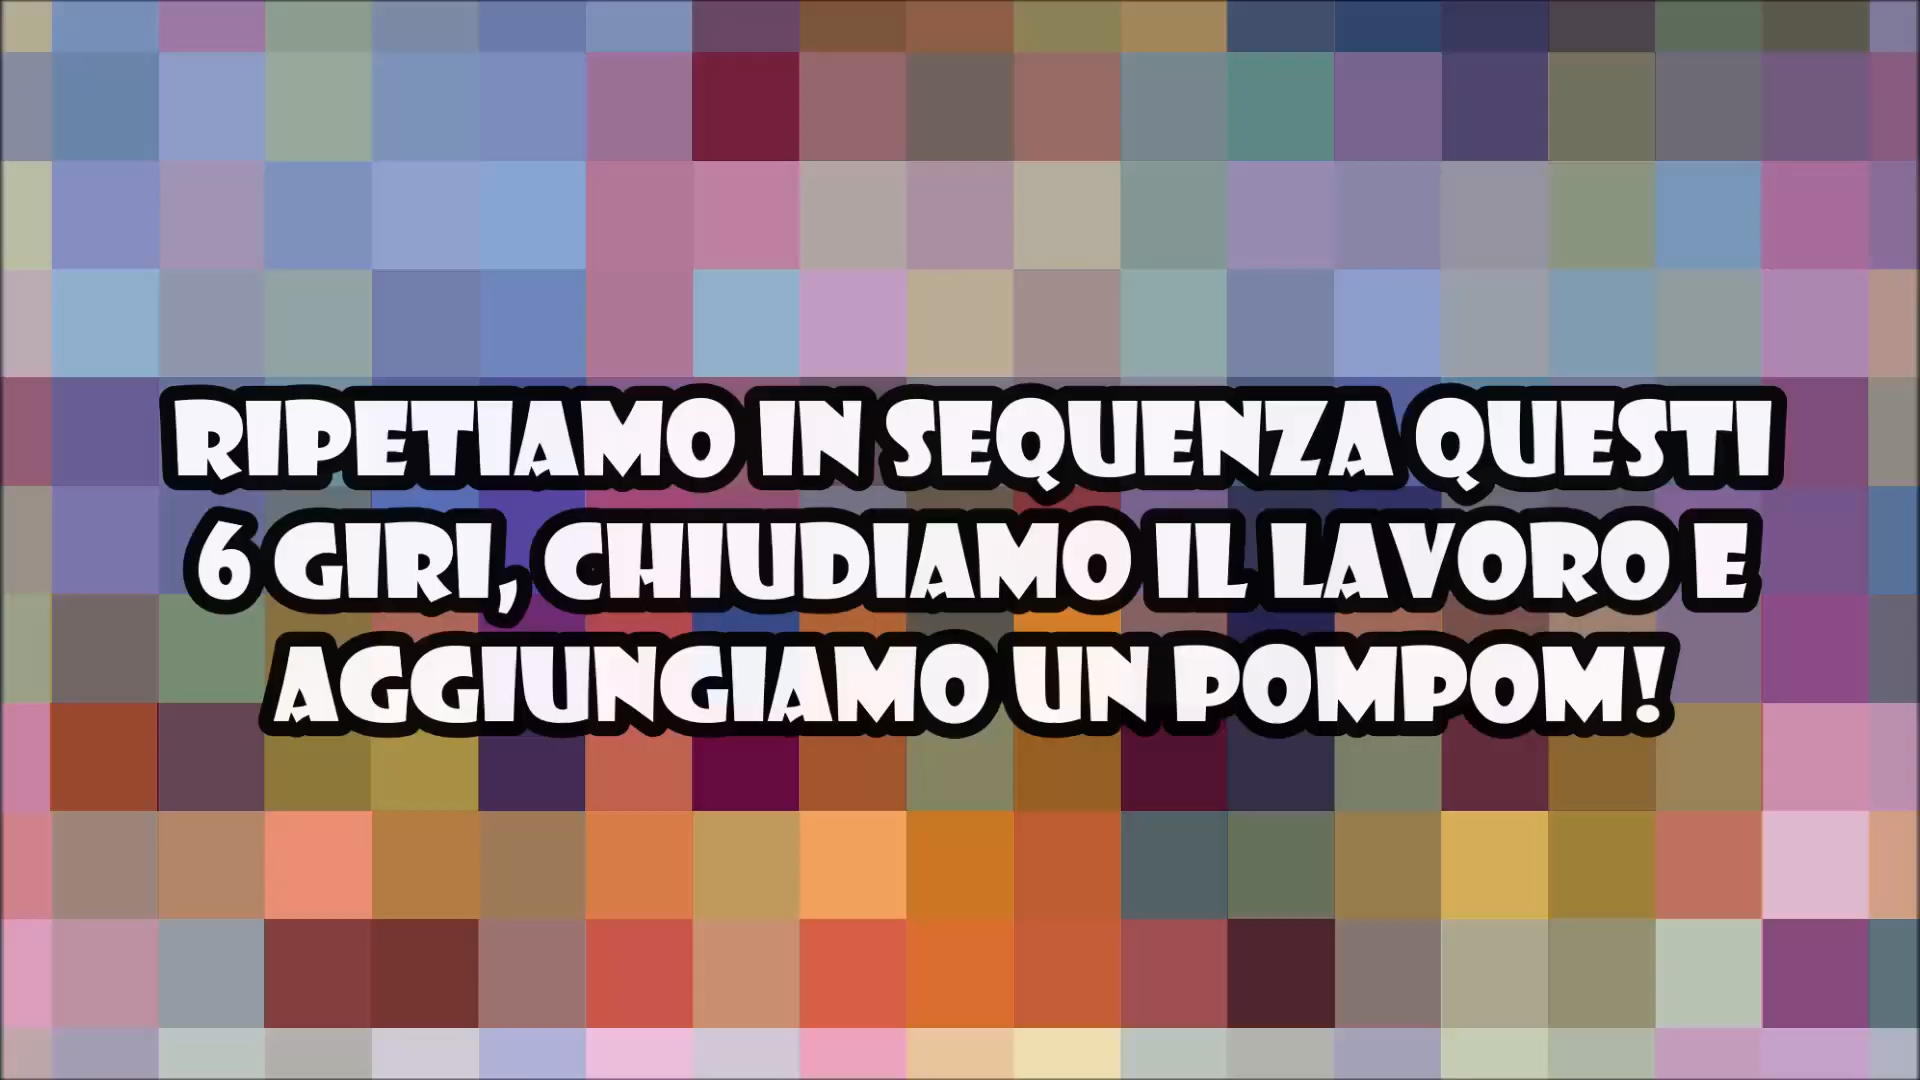 RIPETIAMO IN SEQUENZA QUESTI
6 GIRI, CHIUDIAMO IL LAVORO E
AGGIUNGIAMO UN POMPOM!